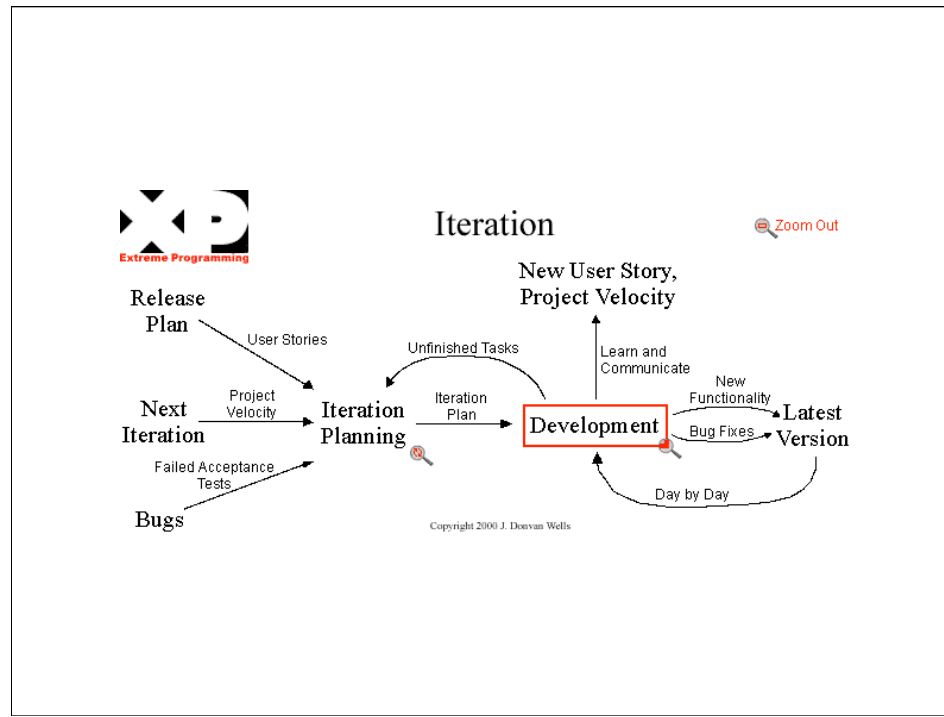 XP
Extreme Programming
Iteration
Zoom Out
New User Story,
Project Velocity
Release
Plan
User Stories
Unfinished Tasks
Learn and
Communicate
New
Functionality
Next
Iteration
Project
Velocity
Iteration
Planning
Iteration
Plan
Development
Bug Fixes
Latest
Version
Failed Acceptance
Tests
Day by Day
Bugs
Copyright 2000 J. Donvan Wells